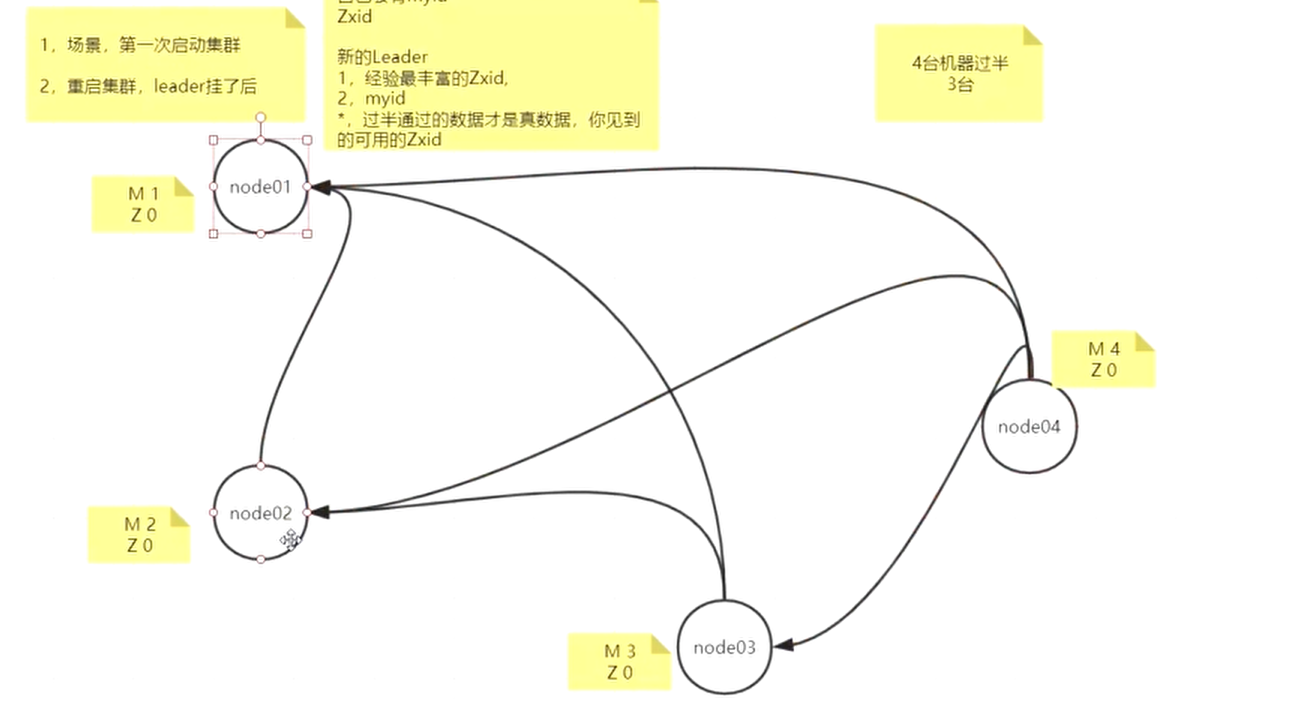 1，场景，第一次启动集群
2，重启集群，leader挂了后
Zxid
新的Leader
1，经验最丰富的Zxid,
2，myid
*，过半通过的数据才是真数据，你见到
的可用的Zxid
4台机器过半
3台
M 1
Z 0
node01
M 4
Z 0
node04
M 2
Z 0
node02
M 3
Z 0
node03